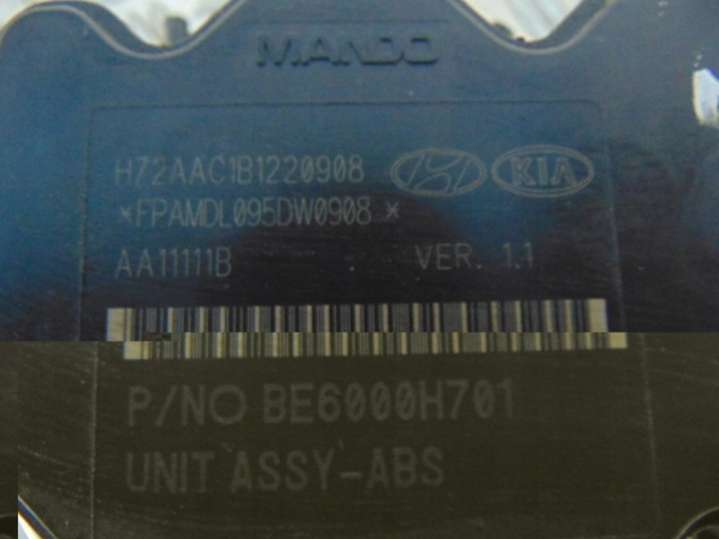 MANDO
H72AAC1B1220908
KIA
*FPAMDL095DW0908 *
AA11111B VER. 1.1
P/NO BE6000H701
UNIT ASSY-ABS